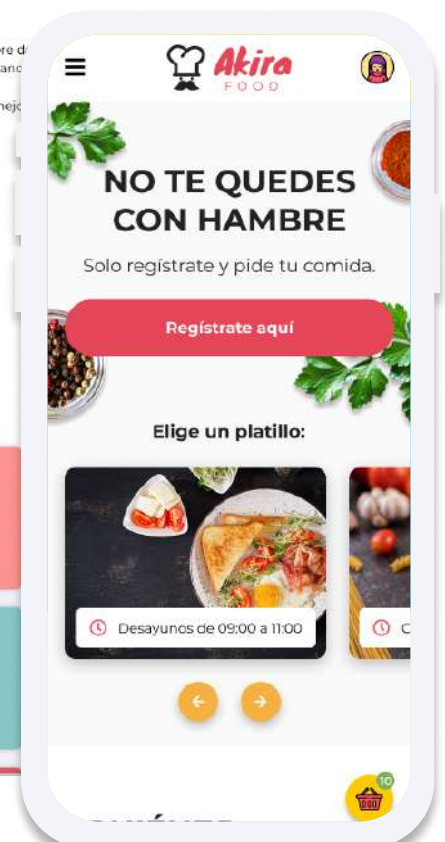 Akira
FOOD
NO TE QUEDES
CON HAMBRE
Solo regístrate y pide tu comida.
Regístrate aquí
Elige un platillo:
Desayunos de 09:00 a 11:00
C
10